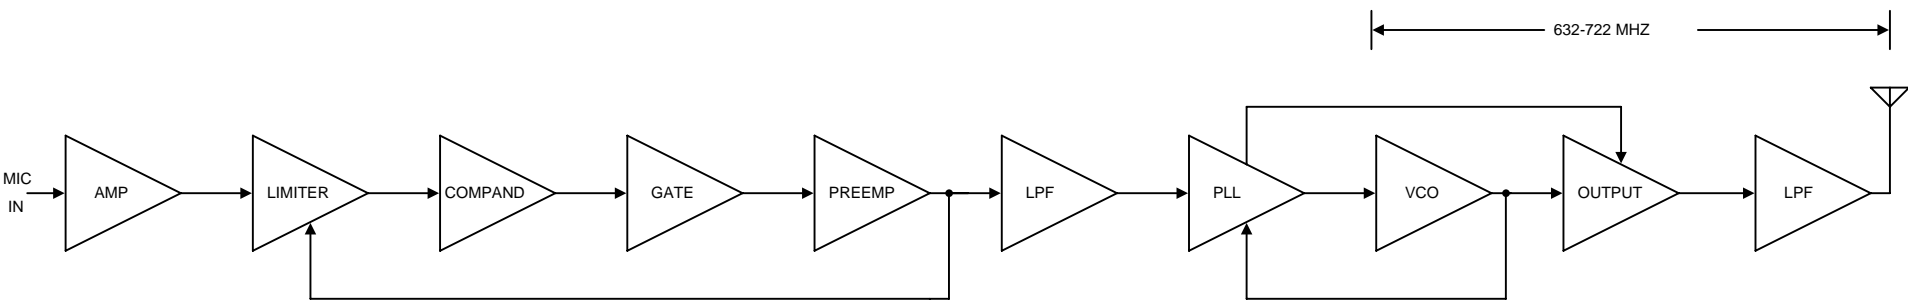 632-722 MHZ
MIC
IN
AMP
LIMITER
COMPAND
GATE
PREEMP
LPF
PLL
VCO
OUTPUT
LPF